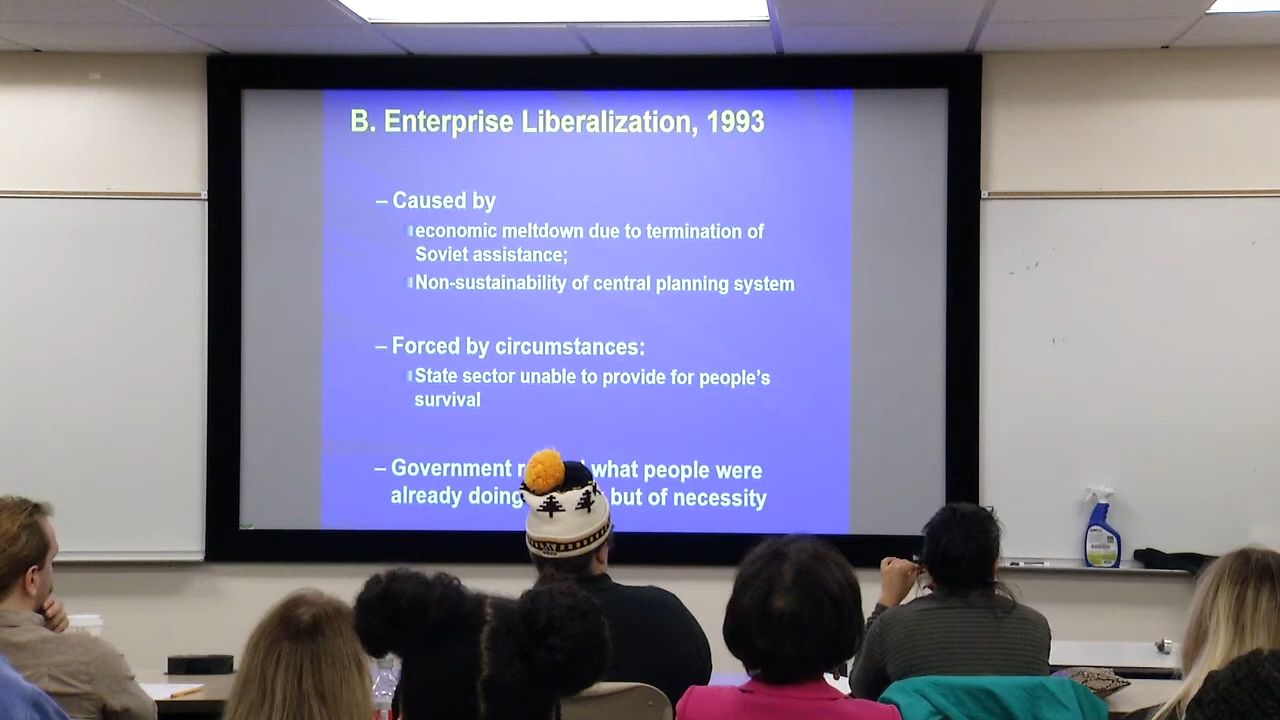 B. Enterprise Liberalization, 1993
– Caused by
economic meltdown due to termination of
Soviet assistance;
Non-sustainability of central planning system
– Forced by circumstances:
State sector unable to provide for people's
survival
– Government what people were
already doing but of necessity